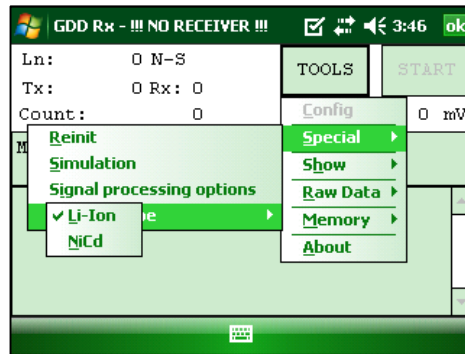 GDD Rx - !!! NO RECEIVER !!! 3:46 ok
Ln: 0 N-S
TOOLS
START
Tx: 0 Rx: 0
Count: 0
0 mV
Config
Special
Show
Raw Data
Memory
About
M
Reinit
Simulation
Signal processing options
pe
Li-Ion
NiCd